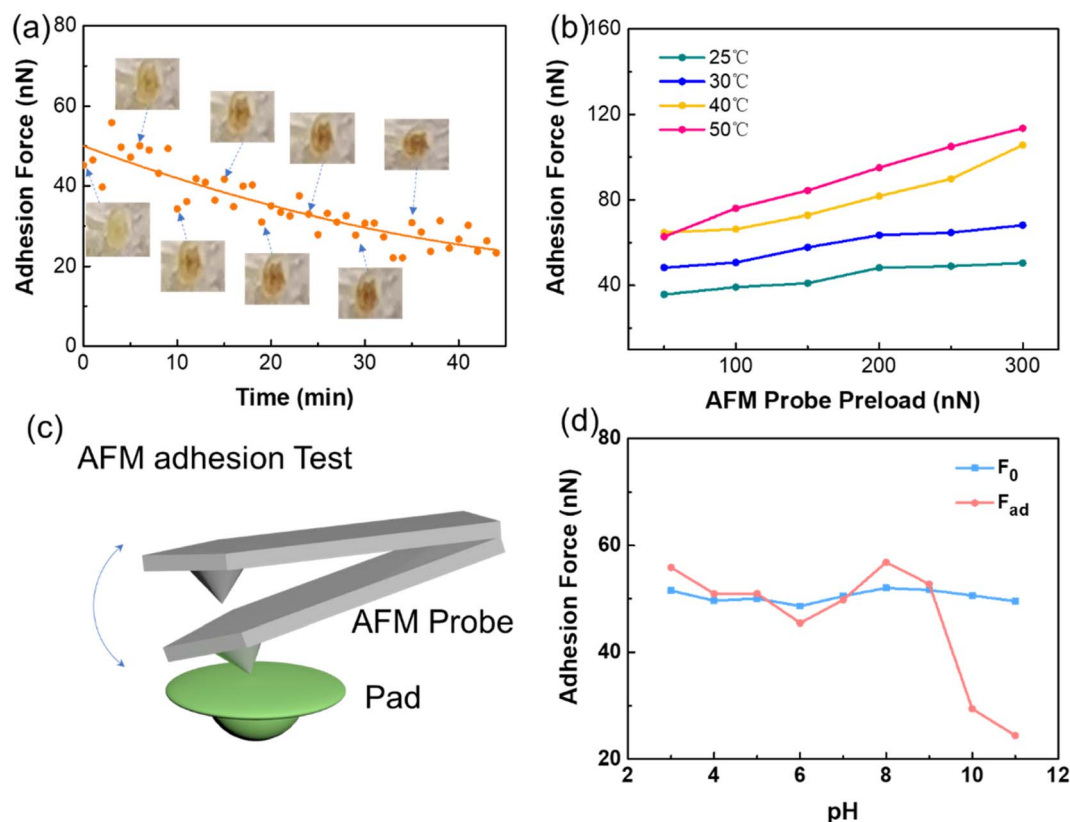 (a)
80
60
40
20
0
Adhesion Force (nN)
0 10 20 30 40
Time (min)
(b)
160
120
80
40
Adhesion Force (nN)
25℃
30℃
40℃
50℃
100 200 300
AFM Probe Preload (nN)
(c)
AFM adhesion Test
AFM Probe
Pad
(d)
80
60
40
20
Adhesion Force (nN)
F0
Fad
2 4 6 8 10 12
pH